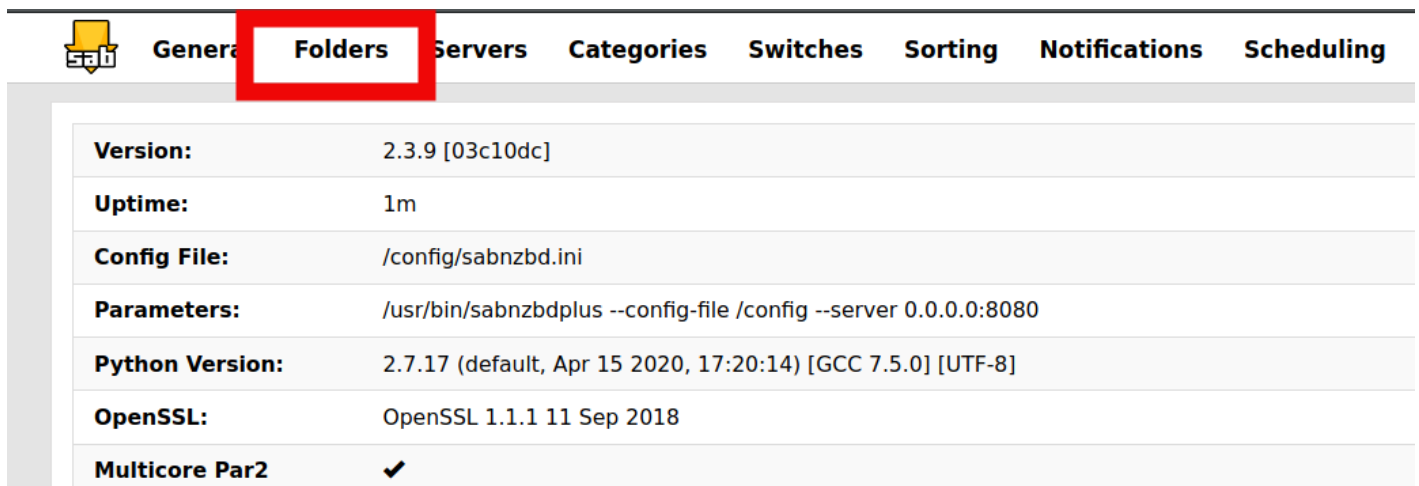 sab Genera Folders Servers Categories Switches Sorting Notifications Scheduling
Version: 2.3.9 [03c10dc]
Uptime: 1m
Config File: /config/sabnzbd.ini
Parameters: /usr/bin/sabnzbdplus --config-file /config --server 0.0.0.0:8080
Python Version: 2.7.17 (default, Apr 15 2020, 17:20:14) [GCC 7.5.0] [UTF-8]
OpenSSL: OpenSSL 1.1.1 11 Sep 2018
Multicore Par2 ✔